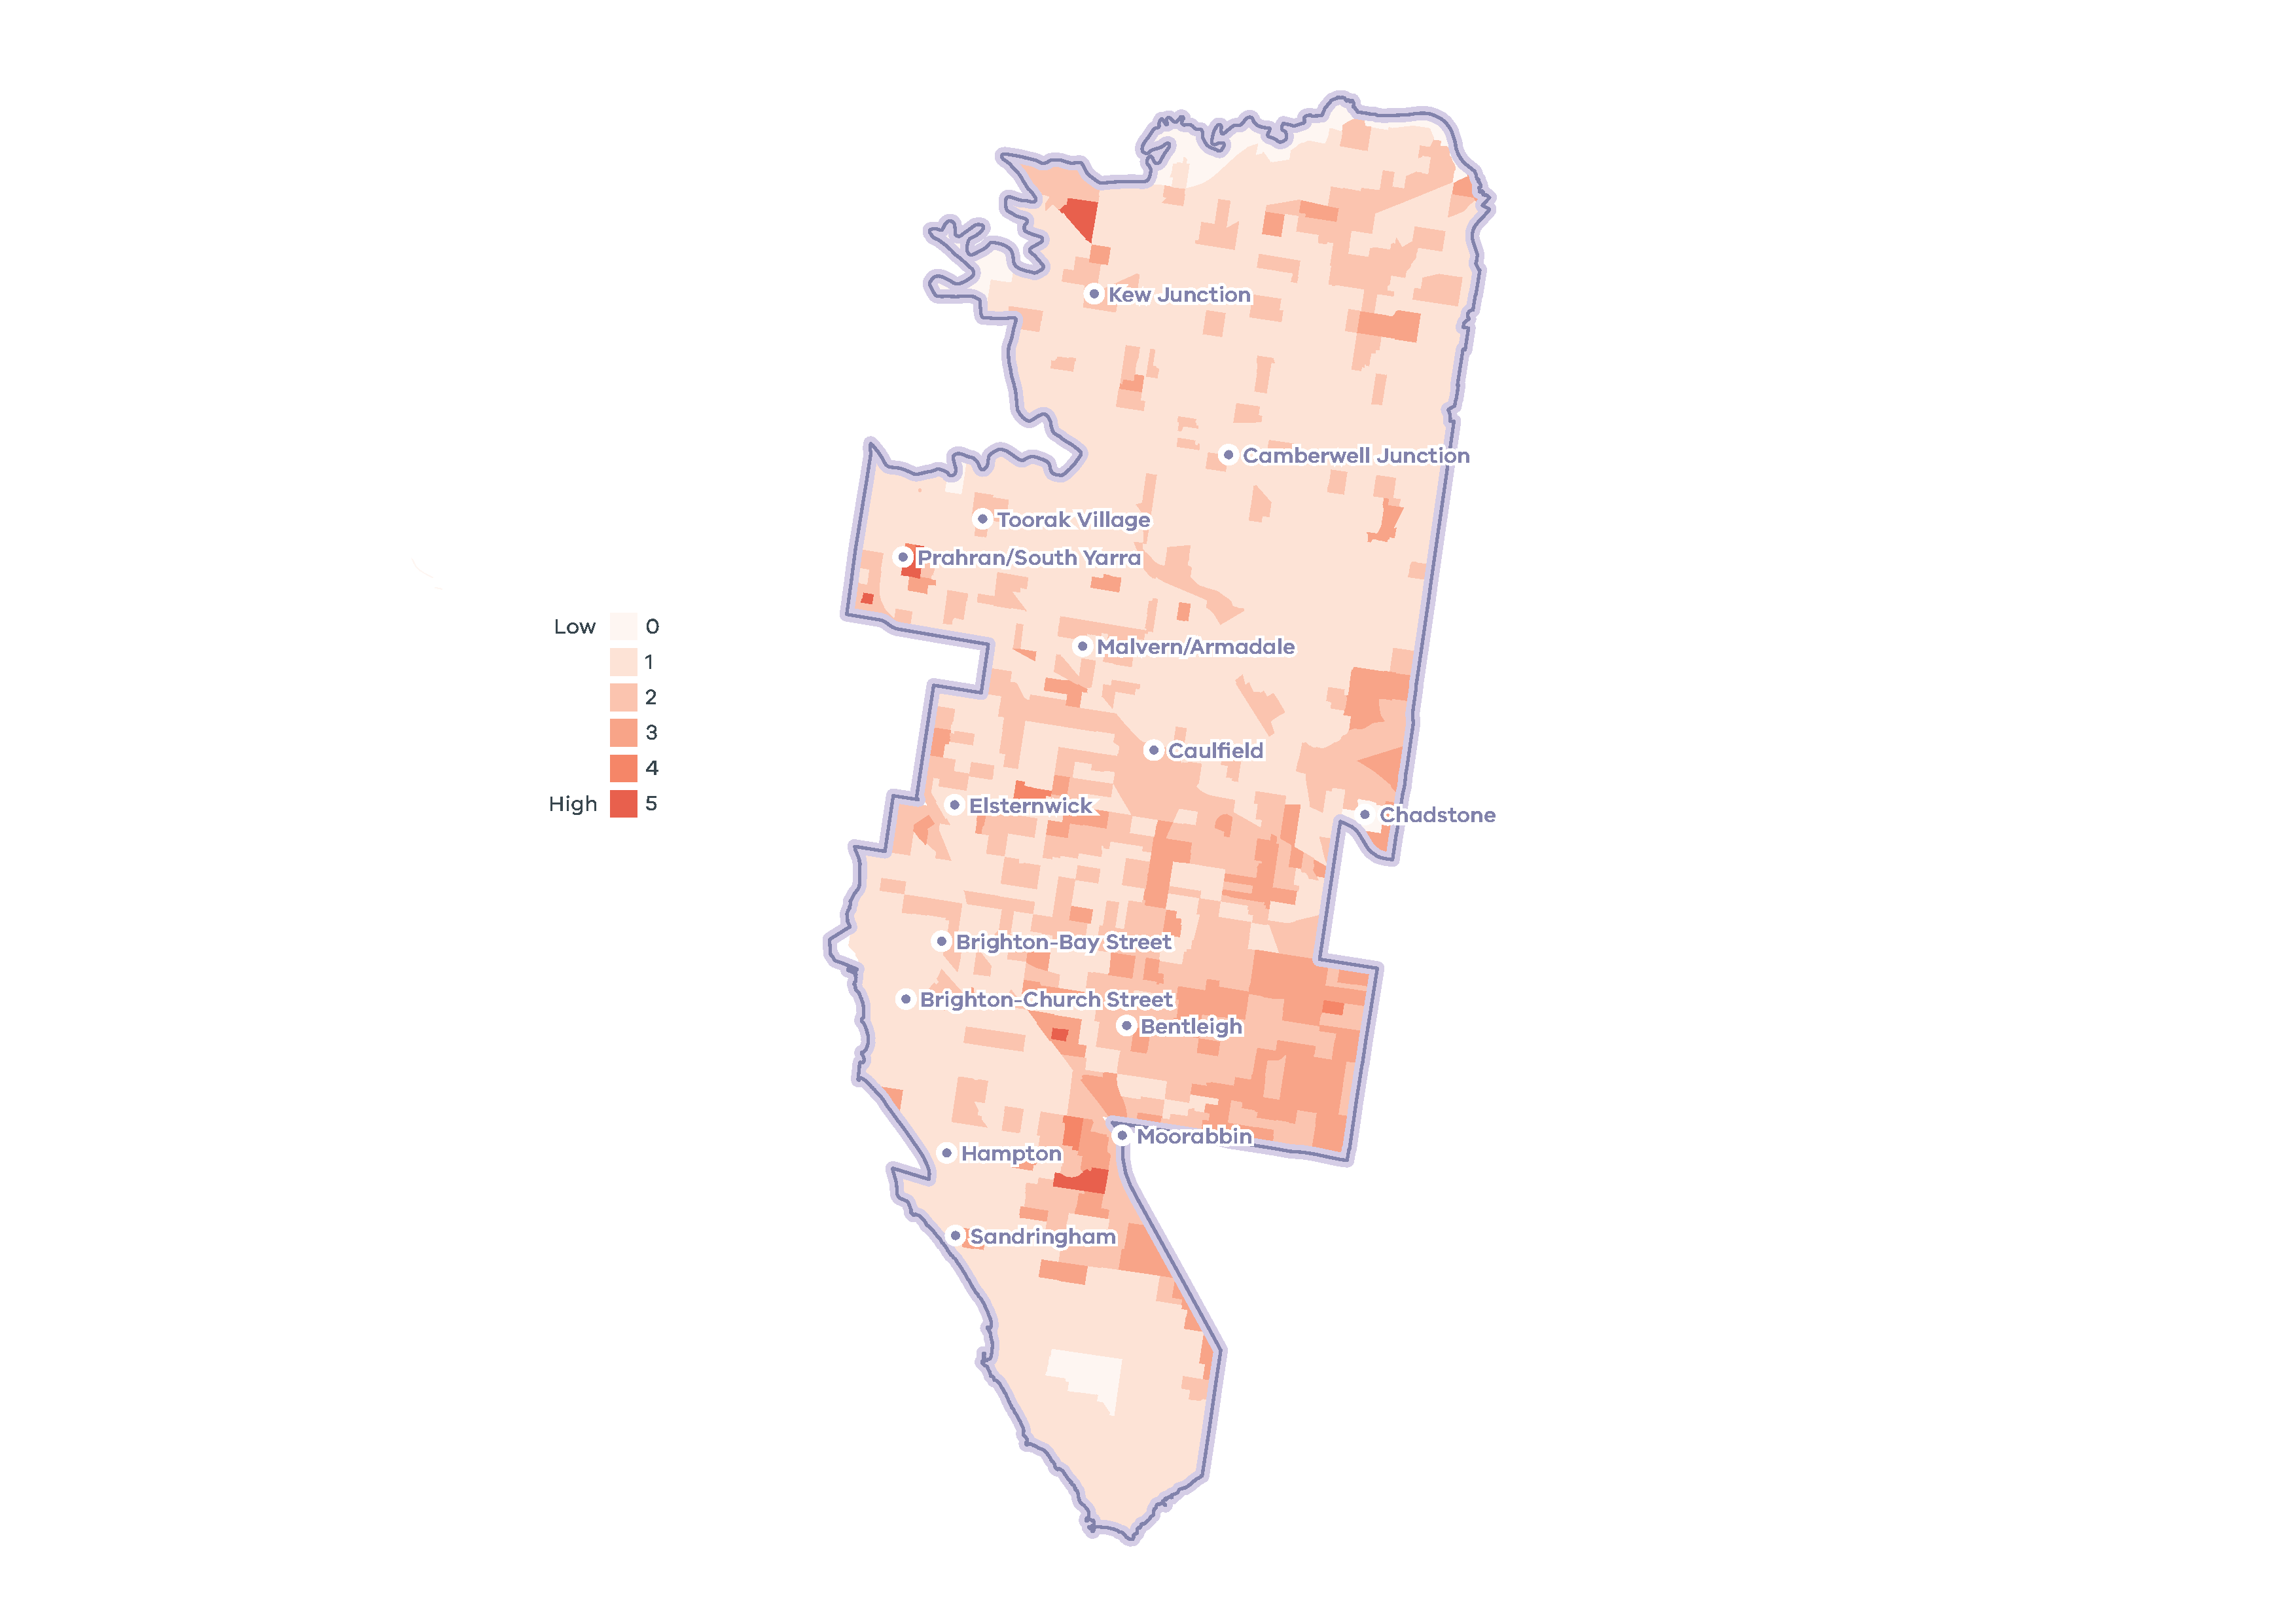 Kew Junction
Camberwell Junction
Toorak Village
Prahran/South Yarra
Low 0
1
2
3
4
High 5
Malvern/Armadale
Caulfield
Elsternwick
Chadstone
Brighton-Bay Street
Brighton-Church Street
Bentleigh
Moorabbin
Hampton
Sandringham